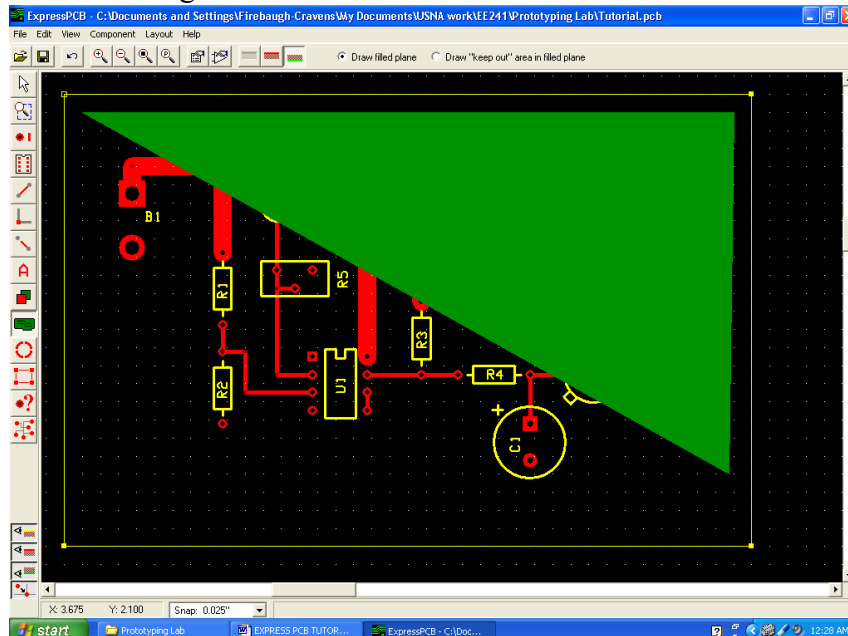 ExpressPCB - C:\Documents and Settings\Firebaugh-Cravens\My Documents\USNA work\EE241\Prototyping Lab\Tutorial.pcb
File Edit View Component Layout Help
Draw filled plane Draw "keep out" area in filled plane
B1
R1
R5
R3
R2
U1
R4
+
C1
X: 3.675 Y: 2.100 Snap: 0.025"
start Prototyping Lab EXPRESS PCB TUTOR... ExpressPCB - C:\Doc... 12:28 AM